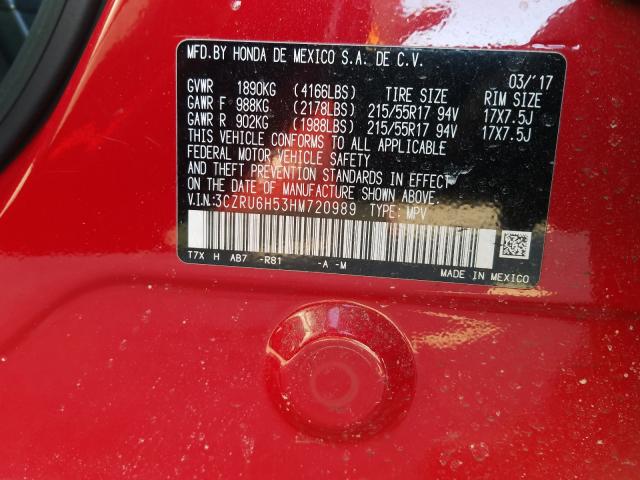 MFD.BY HONDA DE MEXICO S.A. DE C.V.
03/'17
GVWR 1890KG (4166LBS) TIRE SIZE RIM SIZE
GAWR F 988KG (2178LBS) 215/55R17 94V 17X7.5J
GAWR R 902KG (1988LBS) 215/55R17 94V 17X7.5J
THIS VEHICLE CONFORMS TO ALL APPLICABLE
FEDERAL MOTOR VEHICLE SAFETY
AND THEFT PREVENTION STANDARDS IN EFFECT
ON THE DATE OF MANUFACTURE SHOWN ABOVE.
V.I.N:3CZRU6H53HM720989 TYPE: MPV
T7X H AB7 -R81 -A -M
MADE IN MEXICO